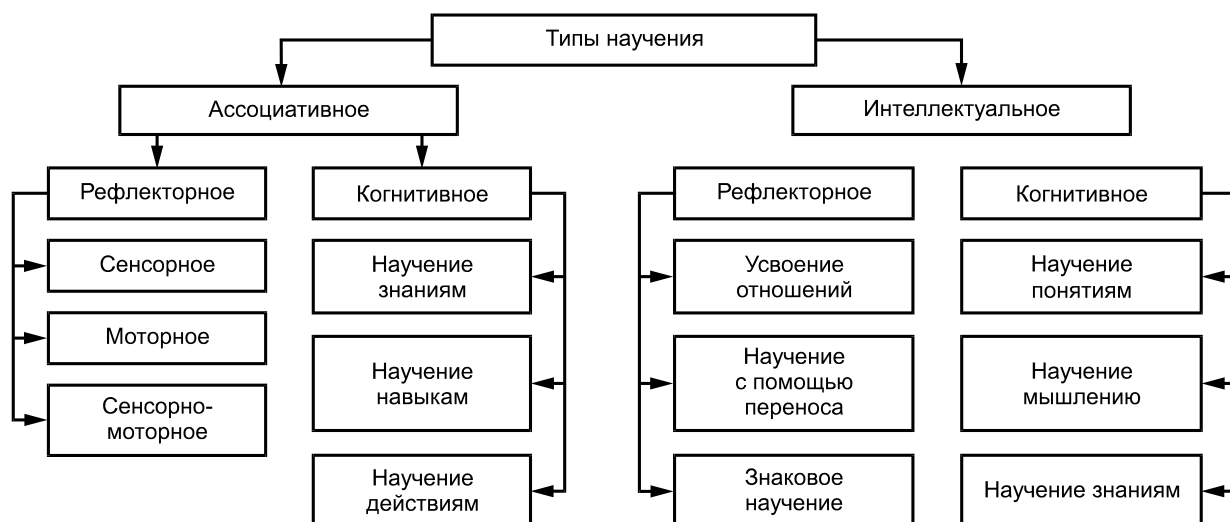 Типы научения
Ассоциативное
Интеллектуальное
Рефлекторное
Когнитивное
Рефлекторное
Когнитивное
Сенсорное
Научение
знаниям
Усвоение
отношений
Научение
понятиям
Моторное
Научение
навыкам
Научение
с помощью
переноса
Научение
мышлению
Сенсорно-
моторное
Научение
действиям
Знаковое
научение
Научение знаниям